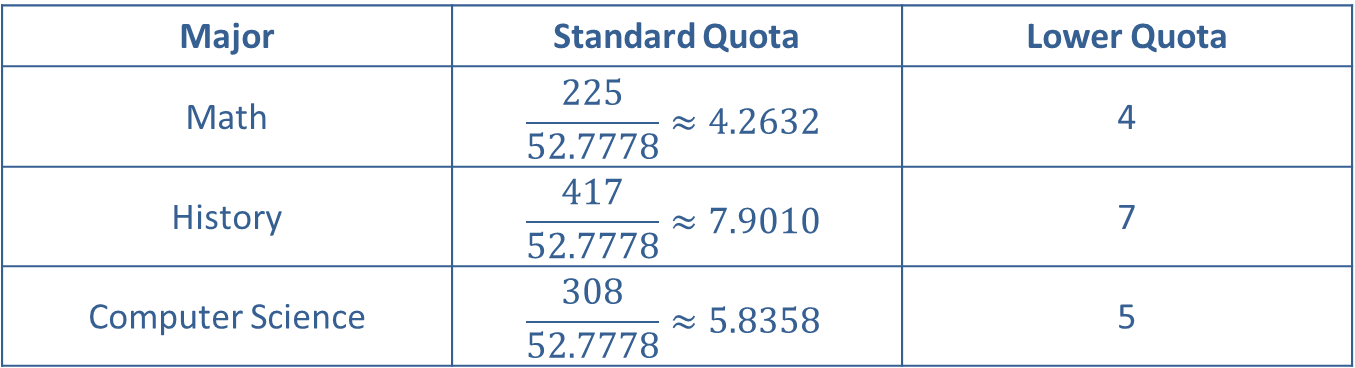 Major Standard Quota Lower Quota
Math 225/52.7778 ≈ 4.2632 4
History 417/52.7778 ≈ 7.9010 7
Computer Science 308/52.7778 ≈ 5.8358 5